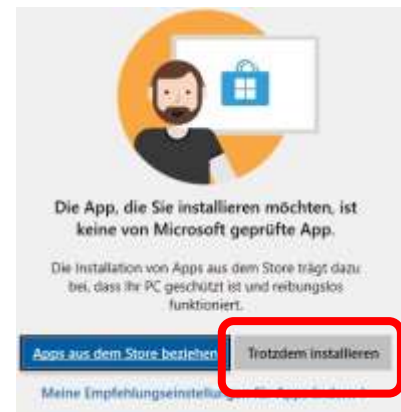 Die App, die Sie installieren möchten, ist
keine von Microsoft geprüfte App.
Die Installation von Apps aus dem Store trägt dazu
bei, dass Ihr PC geschützt ist und reibungslos
funktioniert.
Apps aus dem Store beziehen
Trotzdem installieren
Meine Empfehlungseinstellungen für Apps